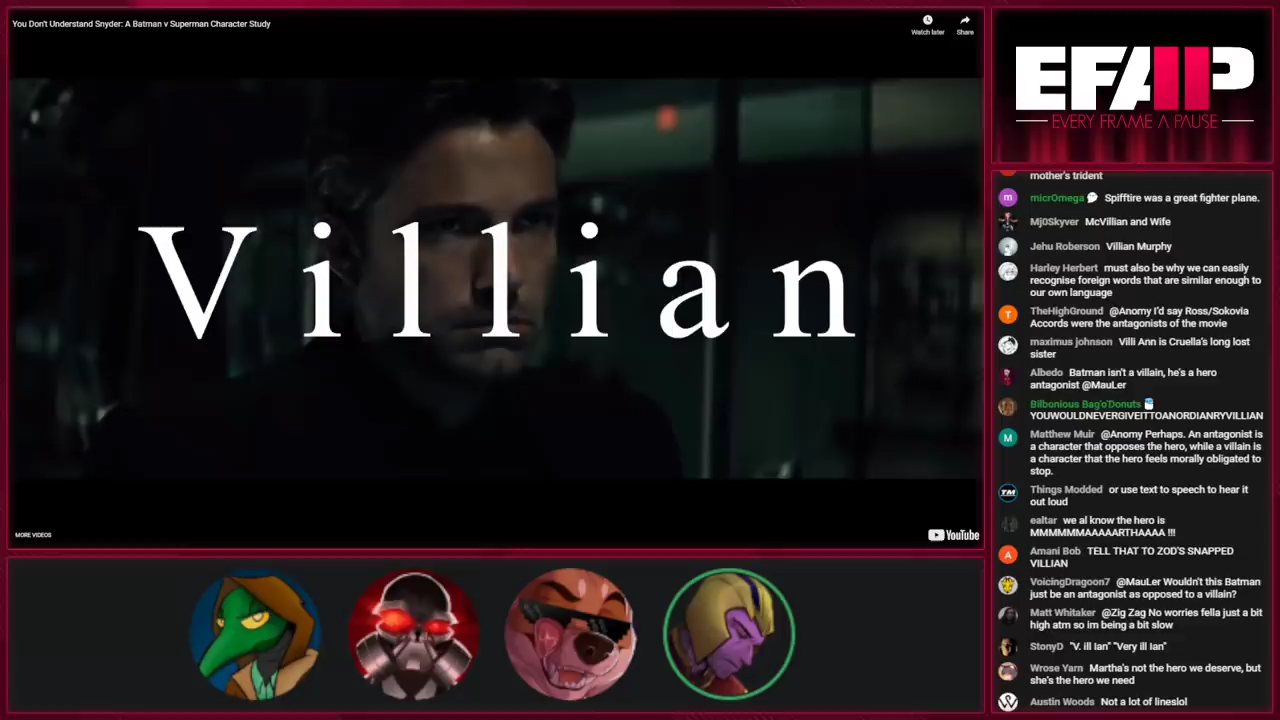 You Don't Understand Snyder: A Batman v Superman Character Study
Watch later
Share
Villian
MORE VIDEOS
YouTube
EFAP
EVERY FRAME A PAUSE
mother's trident
micrOmega Spiffire was a great fighter plane.
Mj0Skyver McVillian and Wife
Jehu Roberson Villian Murphy
Harley Herbert must also be why we can easily
recognise foreign words that are similar enough to
our own language
TheHighGround @Anomy I'd say Ross/Sokovia
Accords were the antagonists of the movie
maximus johnson Villi Ann is Cruella's long lost
sister
Albedo Batman isn't a villain, he's a hero
antagonist @MauLer
Bilbonious Bag'o'Donuts
YOUWOULDNEVERGIVEITTOANORDIANRYVILLIAN
Matthew Muir @Anomy Perhaps. An antagonist is
a character that opposes the hero, while a villain is
a character that the hero feels morally obligated to
stop.
Things Modded or use text to speech to hear it
out loud
ealtar we al know the hero is
MMMMMMAAAAARTHAAAA !!!
Amani Bob TELL THAT TO ZOD'S SNAPPED
VILLIAN
VoicingDragoon7 @MauLer Wouldn't this Batman
just be an antagonist as opposed to a villain?
Matt Whitaker @Zig Zag No worries fella just a bit
high atm so im being a bit slow
StonyD "V. ill Ian" "Very ill Ian"
Wrose Yarn Martha's not the hero we deserve, but
she's the hero we need
Austin Woods Not a lot of lineslol